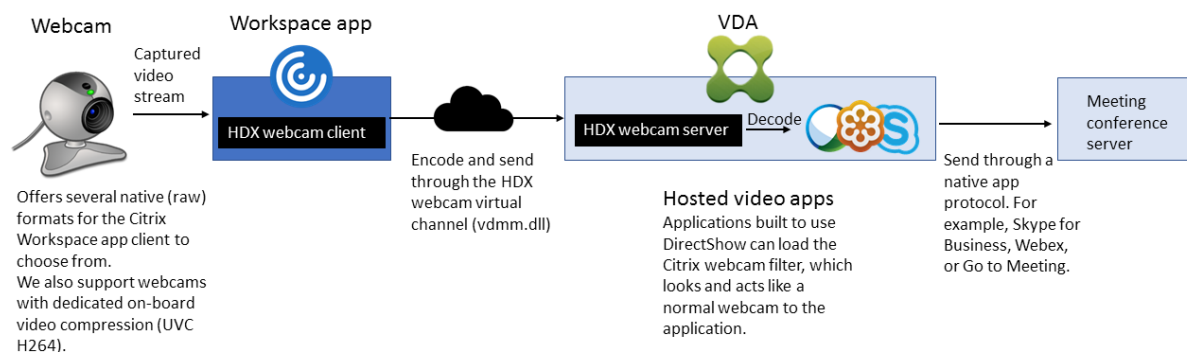 Webcam
Captured
video
stream
Workspace app
HDX webcam client
VDA
HDX webcam server
Decode
S
Meeting
conference
server
Offers several native (raw)
formats for the Citrix
Workspace app client to
choose from.
We also support webcams
with dedicated on-board
video compression (UVC
H264).
Encode and send
through the HDX
webcam virtual
channel (vdmm.dll)
Hosted video apps
Applications built to use
DirectShow can load the
Citrix webcam filter, which
looks and acts like a
normal webcam to the
application.
Send through a
native app
protocol. For
example, Skype for
Business, Webex,
or Go to Meeting.